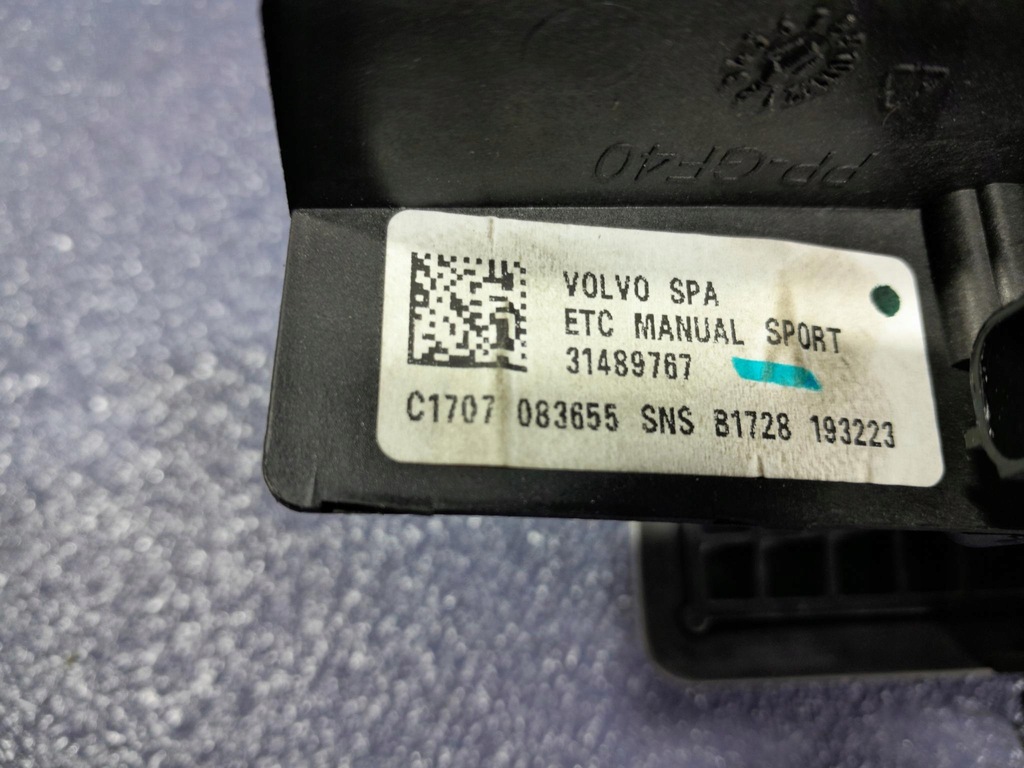 PP-GF40
VOLVO SPA
ETC MANUAL SPORT
31489767
C1707 083655 SNS B1728 193223